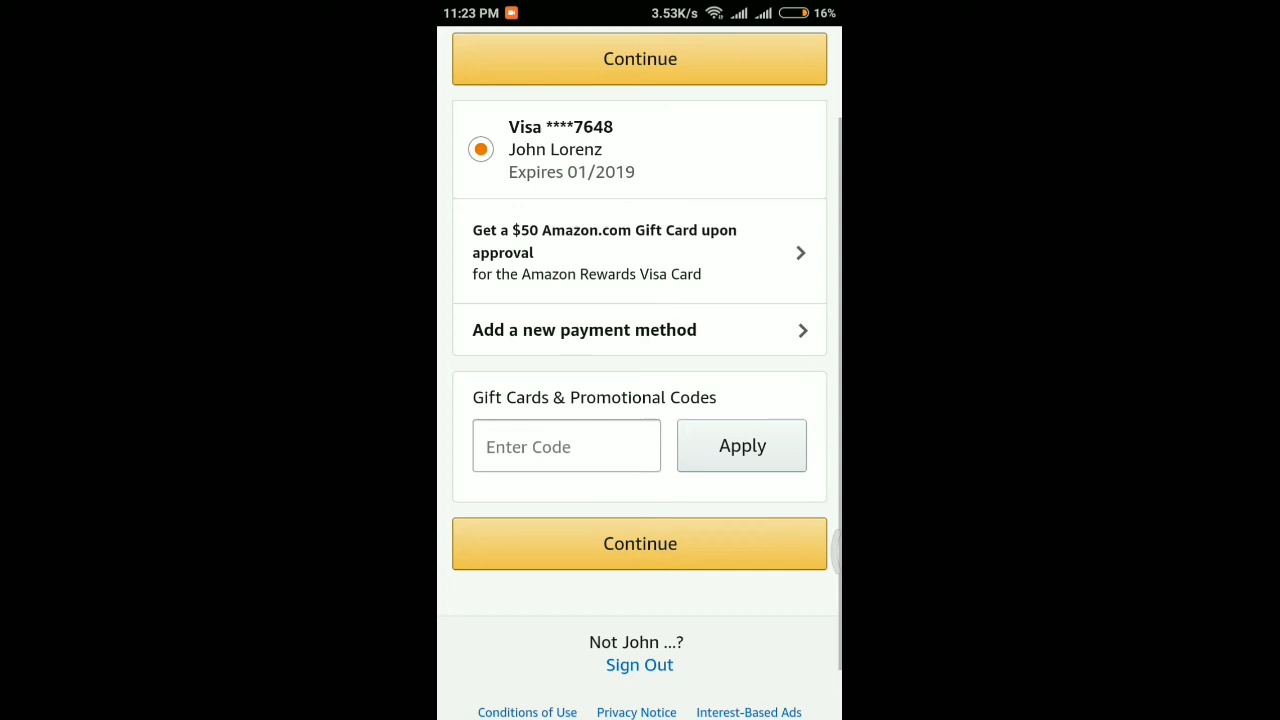 11:23 PM 3.53K/s 16%
Continue
Visa ****7648
John Lorenz
Expires 01/2019
Get a $50 Amazon.com Gift Card upon
approval
for the Amazon Rewards Visa Card
Add a new payment method
Gift Cards & Promotional Codes
Enter Code Apply
Continue
Not John ...?
Sign Out
Conditions of Use Privacy Notice Interest-Based Ads